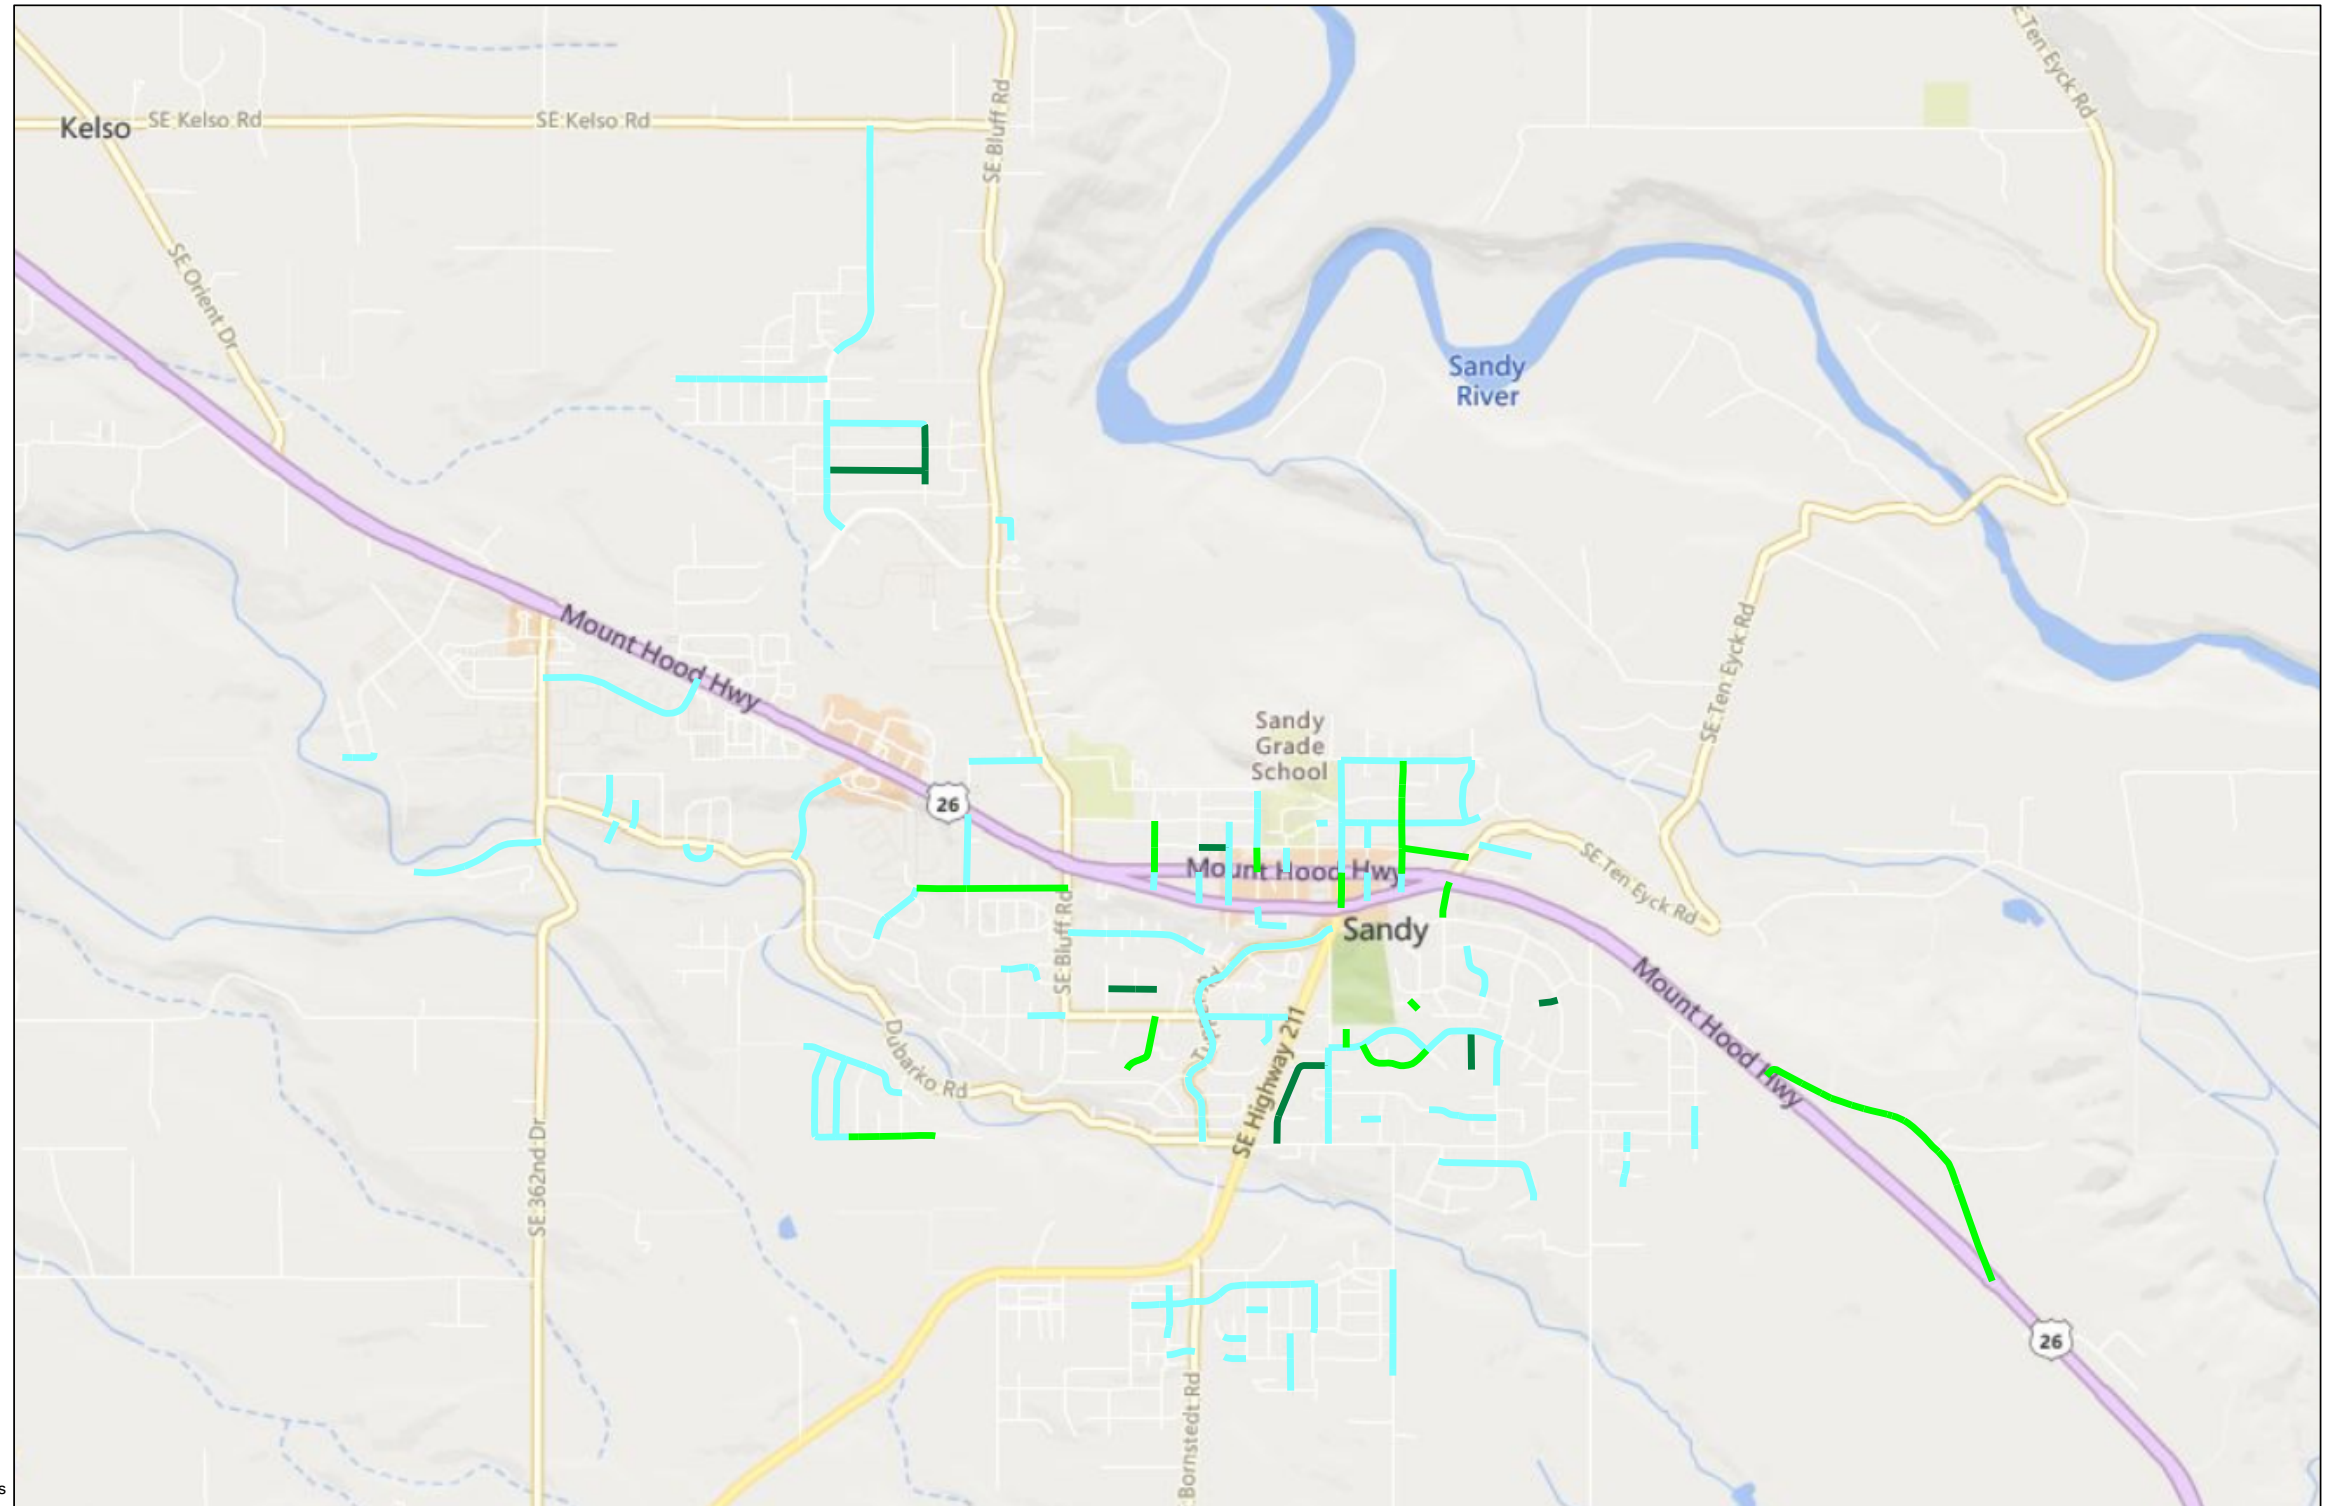 SE Ten Eyck Rd
SE Bluff Rd
Kelso
SE Kelso Rd
SE Kelso Rd
SE Orient Dr
Sandy
River
Mount Hood Hwy
SE Ten Eyck Rd
Sandy
Grade
School
26
Mount Hood Hwy
SE Ten Eyck Rd
SE Bluff Rd
Sandy
Mount Hood Hwy
Dubarko Rd
SE Highway 211
SE 362nd Dr
26
Bornstedt Rd
s